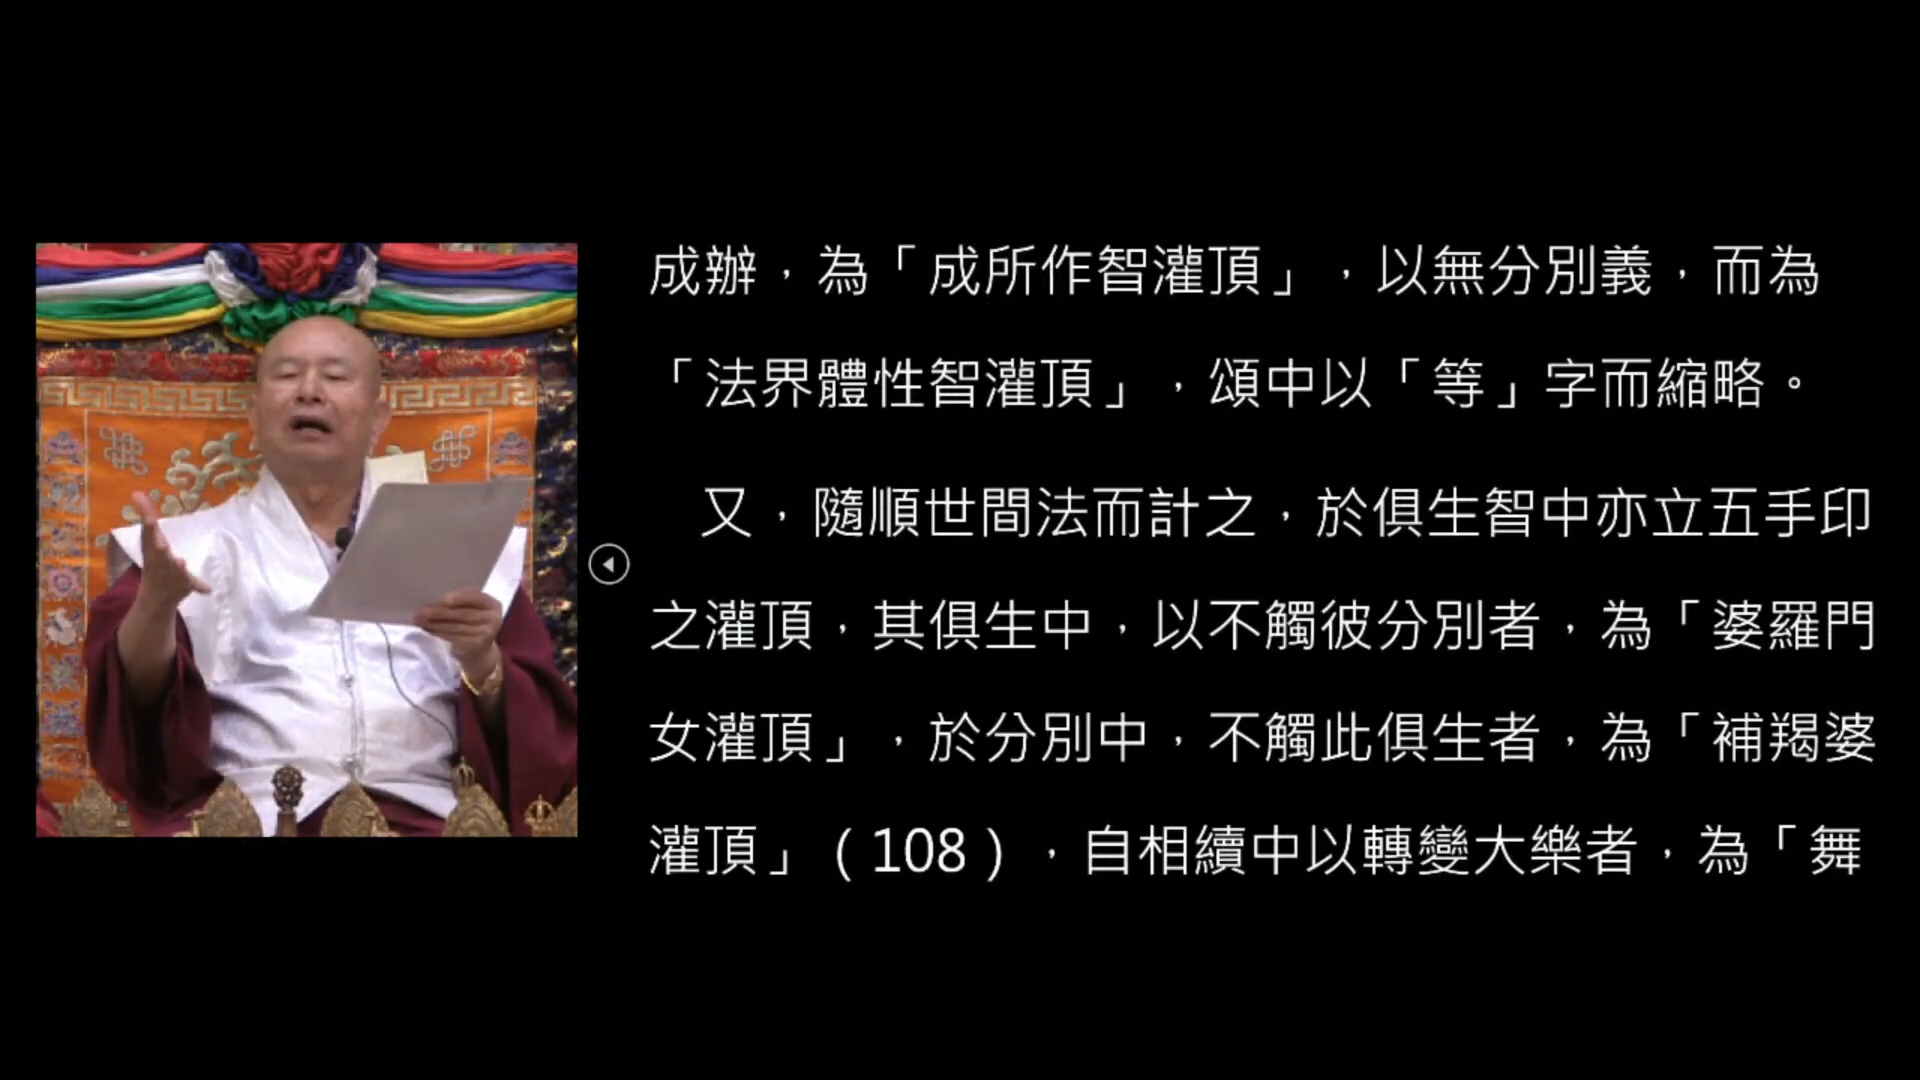 成辦，為「成所作智灌頂」，以無分別義，而為
「法界體性智灌頂」，頌中以「等」字而縮略。
又，隨順世間法而計之，於俱生智中亦立五手印
之灌頂，其俱生中，以不觸彼分別者，為「婆羅門
女灌頂」，於分別中，不觸此俱生者，為「補羯婆
灌頂」（108），自相續中以轉變大樂者，為「舞